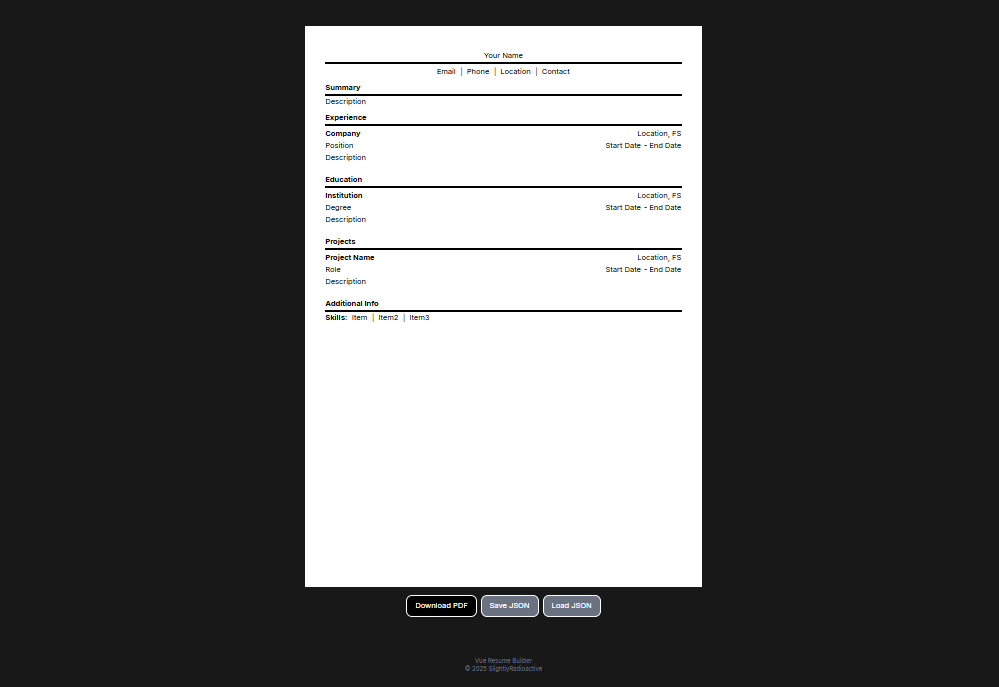 Your Name
Email | Phone | Location | Contact
Summary
Description
Experience
Company Location, FS
Position Start Date - End Date
Description
Education
Institution Location, FS
Degree Start Date - End Date
Description
Projects
Project Name Location, FS
Role Start Date - End Date
Description
Additional Info
Skills: Item | Item2 | Item3
Download PDF Save JSON Load JSON
Vue Resume Builder
© 2025 SlightlyRadioactive